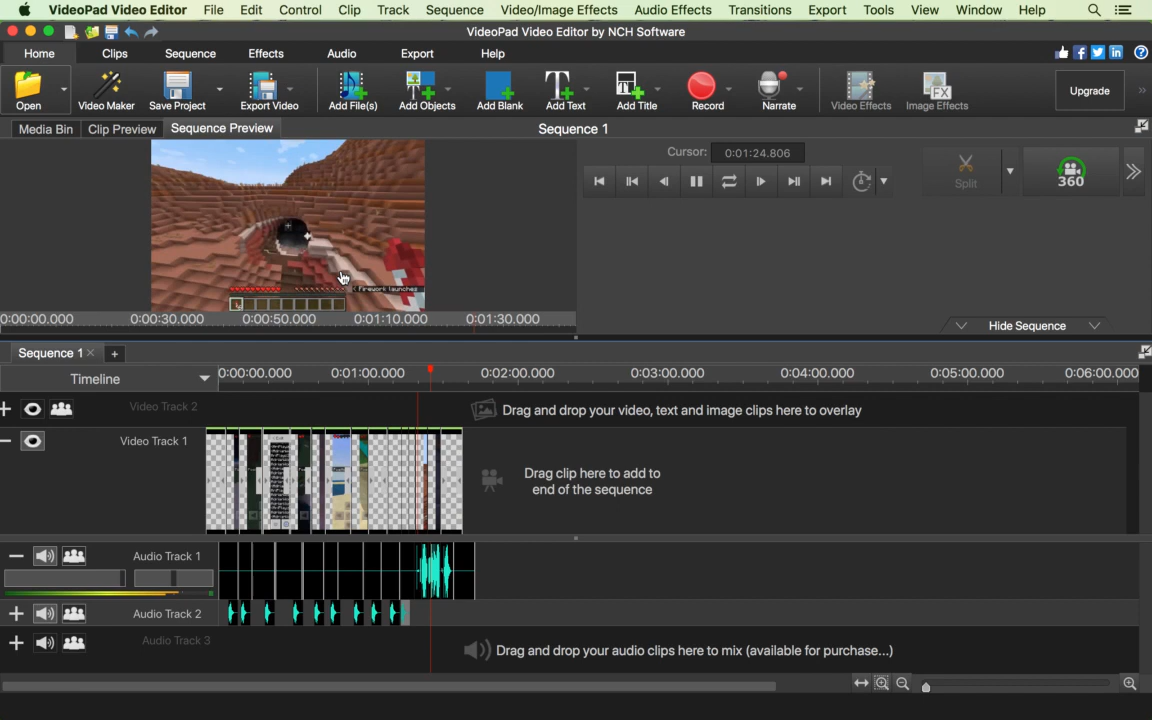 VideoPad Video Editor File Edit Control Clip Track Sequence Video/Image Effects Audio Effects Transitions Export Tools View Window Help
VideoPad Video Editor by NCH Software
Home Clips Sequence Effects Audio Export Help
Open Video Maker Save Project Export Video Add File(s) Add Objects Add Blank Add Text Add Title Record Narrate Video Effects Image Effects Upgrade
Media Bin Clip Preview Sequence Preview Sequence 1
Cursor: 0:01:24.806
Split 360
Firework launches
0:00:00.000 0:00:30.000 0:00:50.000 0:01:10.000 0:01:30.000
Hide Sequence
Sequence 1
Timeline 0:00:00.000 0:01:00.000 0:02:00.000 0:03:00.000 0:04:00.000 0:05:00.000 0:06:00.000
Video Track 2 Drag and drop your video, text and image clips here to overlay
Video Track 1
Drag clip here to add to
end of the sequence
Audio Track 1
Audio Track 2
Audio Track 3
Drag and drop your audio clips here to mix (available for purchase...)